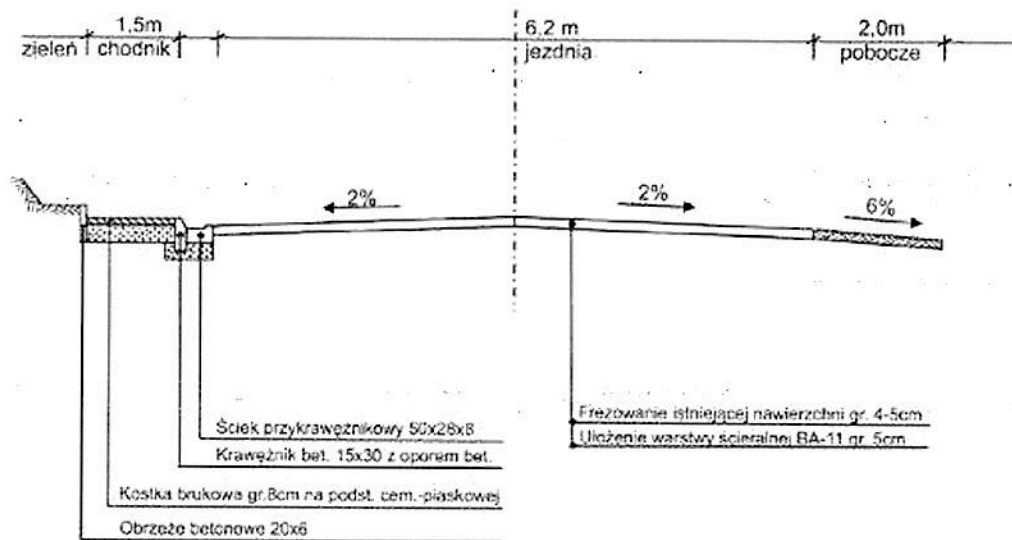 1,5m
6,2 m
2,0m
zieleń
chodnik
jezdnia
pobocze
2%
2%
6%
Ściek przykrawężnikowy 50x28x8
Krawężnik bet. 15x30 z oporem bet.
Kostka brukowa gr.8cm na podst. cem.-piaskowej
Obrzeże betonowe 20x6
Frezowanie istniejącej nawierzchni gr. 4-5cm
Ułożenie warstwy ścieralnej BA-11 gr. 5cm